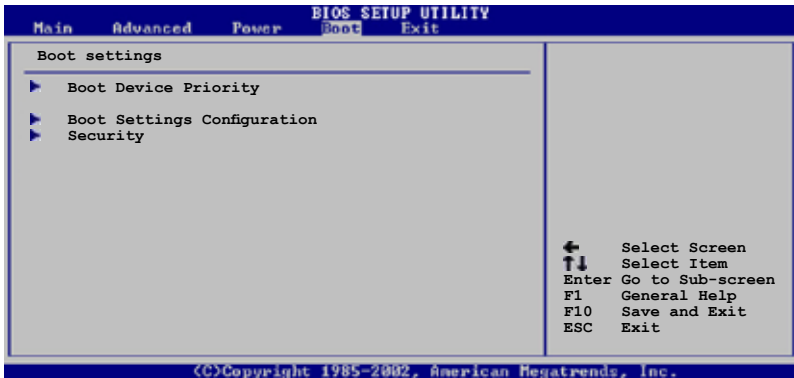 BIOS SETUP UTILITY
Main Advanced Power Boot Exit
Boot settings
Boot Device Priority
Boot Settings Configuration
Security
← Select Screen
↑↓ Select Item
Enter Go to Sub-screen
F1 General Help
F10 Save and Exit
ESC Exit
(C)Copyright 1985-2002, American Megatrends, Inc.